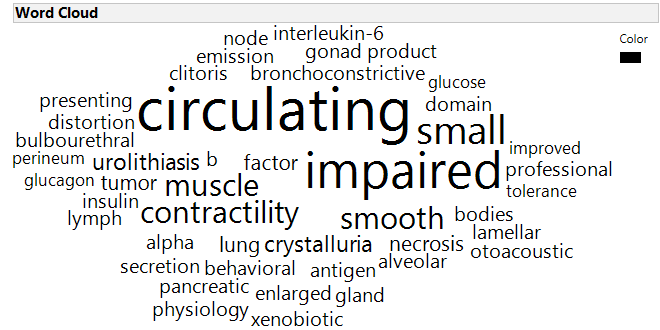 Word Cloud
Color
node interleukin-6
emission gonad product
clitoris bronchoconstrictive glucose
presenting circulating domain
distortion small
bulbourethral improved
perineum urolithiasis b factor impaired professional
glucagon tumor muscle tolerance
insulin
lymph contractility smooth bodies
lamellar
alpha lung crystalluria necrosis otoacoustic
secretion behavioral antigen alveolar
pancreatic enlarged gland
physiology xenobiotic